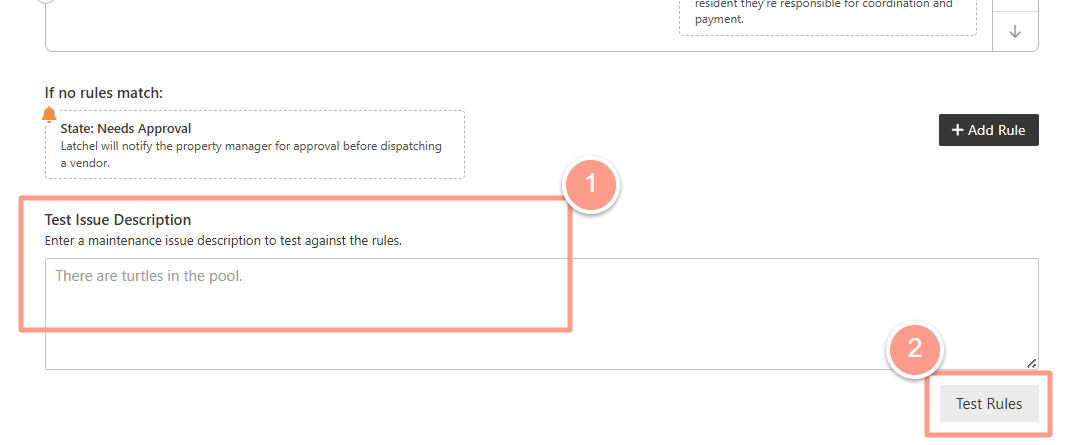 resident they're responsible for coordination and
payment.
If no rules match:
State: Needs Approval
Latchel will notify the property manager for approval before dispatching
a vendor.
+ Add Rule
1
Test Issue Description
Enter a maintenance issue description to test against the rules.
There are turtles in the pool.
2
Test Rules